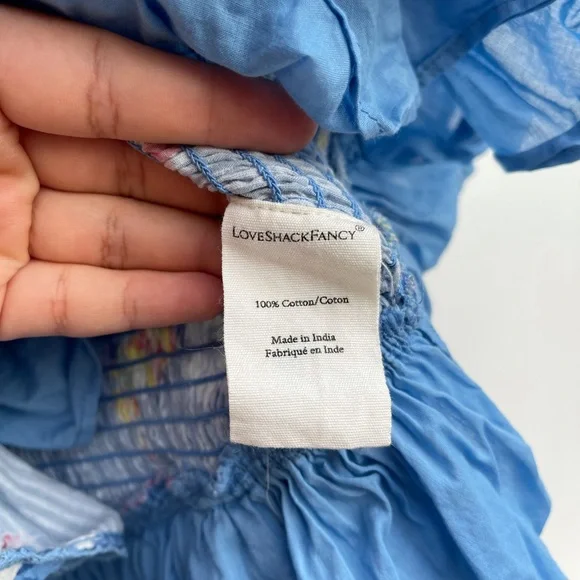 LOVESHACKFANCY®
100% Cotton/Coton
Made in India
Fabriqué en Inde